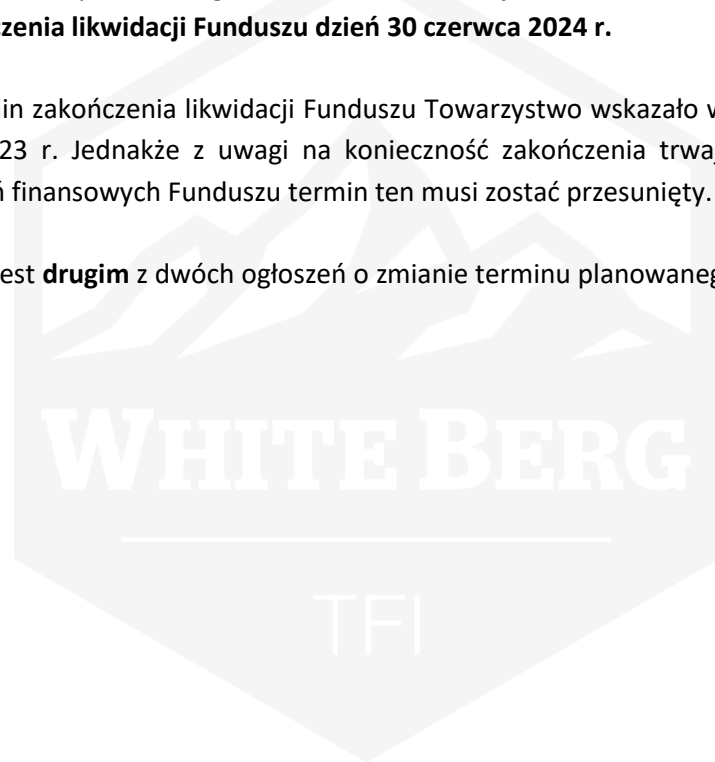 zenia likwidacji Funduszu dzień 30 czerwca 2024 r.
in zakończenia likwidacji Funduszu Towarzystwo wskazało w
23 r. Jednakże z uwagi na konieczność zakończenia trwaj
finansowych Funduszu termin ten musi zostać przesunięty.
est drugim z dwóch ogłoszeń o zmianie terminu planowaneg
WHITE BERG
TFI